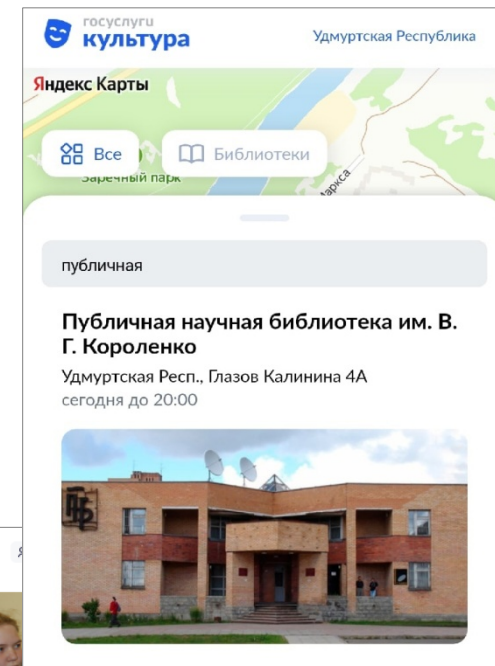 госуслуги
культура
Удмуртская Республика
Яндекс Карты
Все
Библиотеки
Заречный парк
публичная
Публичная научная библиотека им. В.
Г. Короленко
Удмуртская Респ., Глазов Калинина 4А
сегодня до 20:00